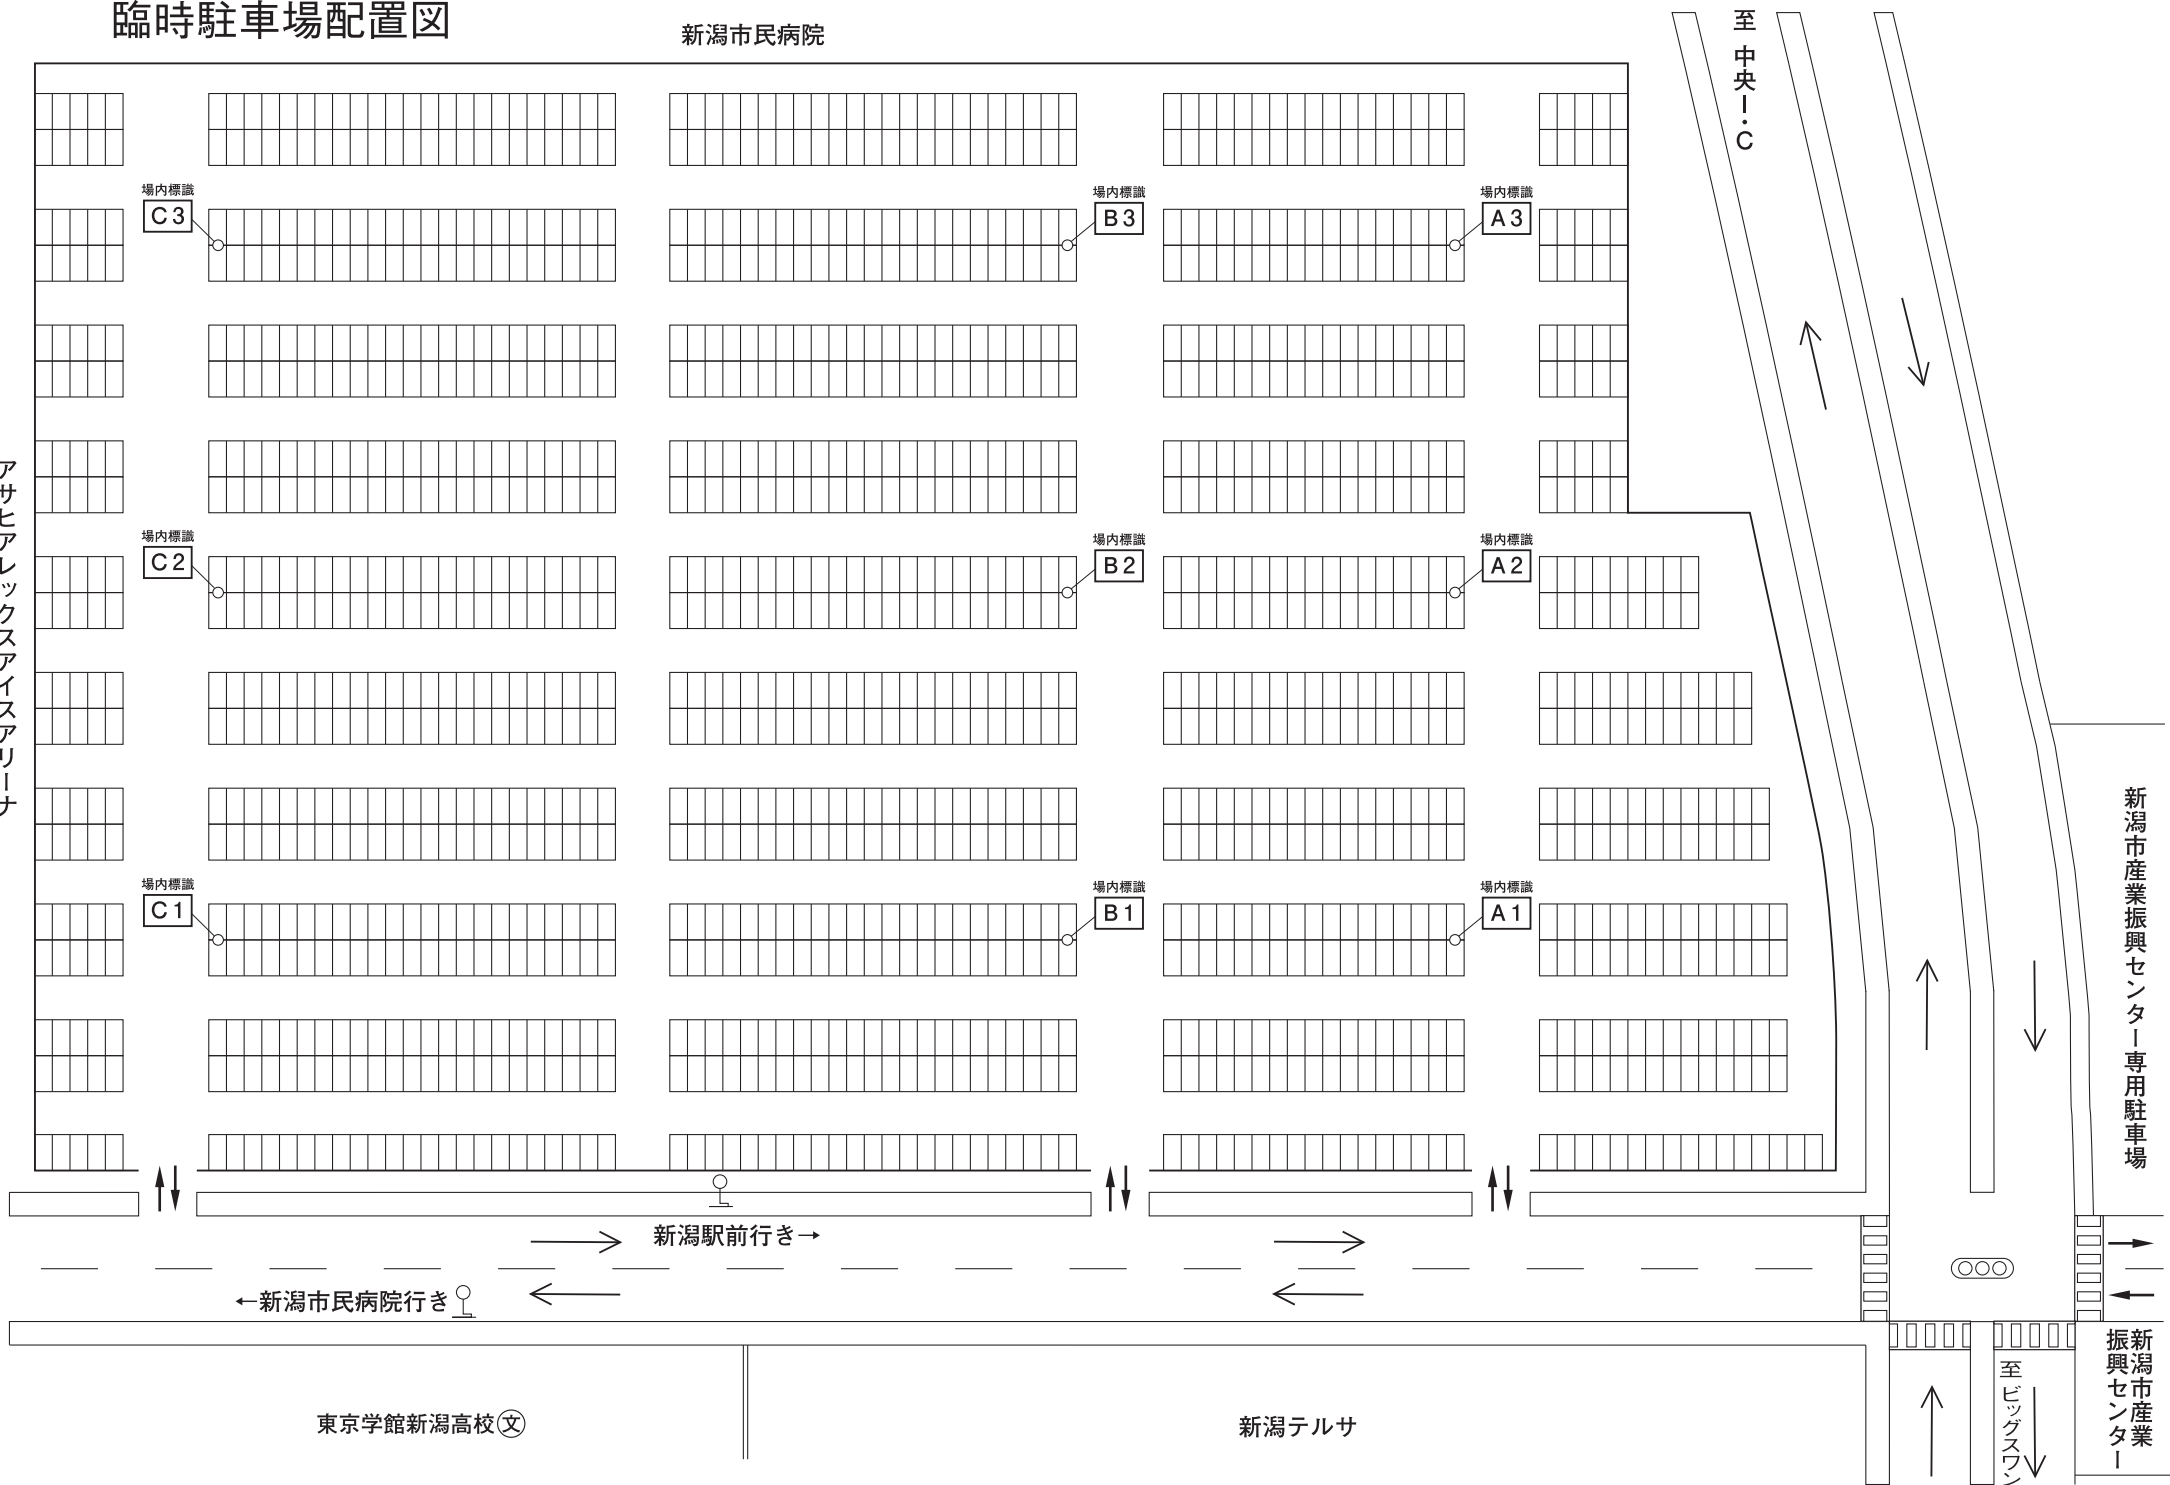 臨時駐車場配置図
新潟市民病院
至 中央I・C
場内標識
C3
場内標識
B3
場内標識
A3
アサヒアレックスアイスアリーナ
場内標識
C2
場内標識
B2
場内標識
A2
新潟市産業振興センター専用駐車場
場内標識
C1
場内標識
B1
場内標識
A1
新潟駅前行き→
←新潟市民病院行き
新潟市産業
振興センター
至 ビッグスワン
東京学館新潟高校文
新潟テルサ